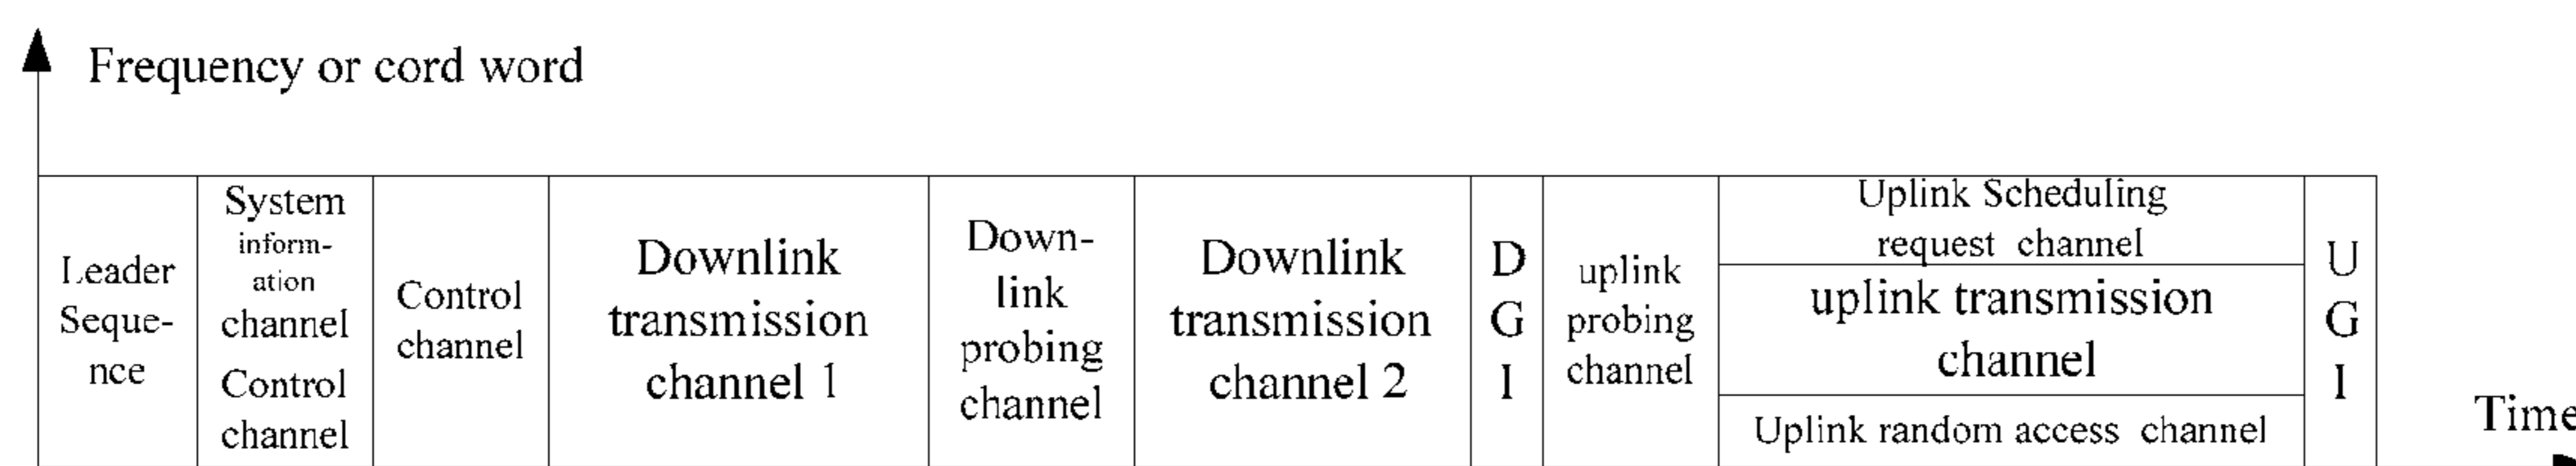 Frequency or cord word
Leader
Seque-
nce
System
inform-
ation
channel
Control
channel
Control
channel
Downlink
transmission
channel 1
Down-
link
probing
channel
Downlink
transmission
channel 2
D
G
I
uplink
probing
channel
Uplink Scheduling
request channel
uplink transmission
channel
Uplink random access channel
U
G
I
Time